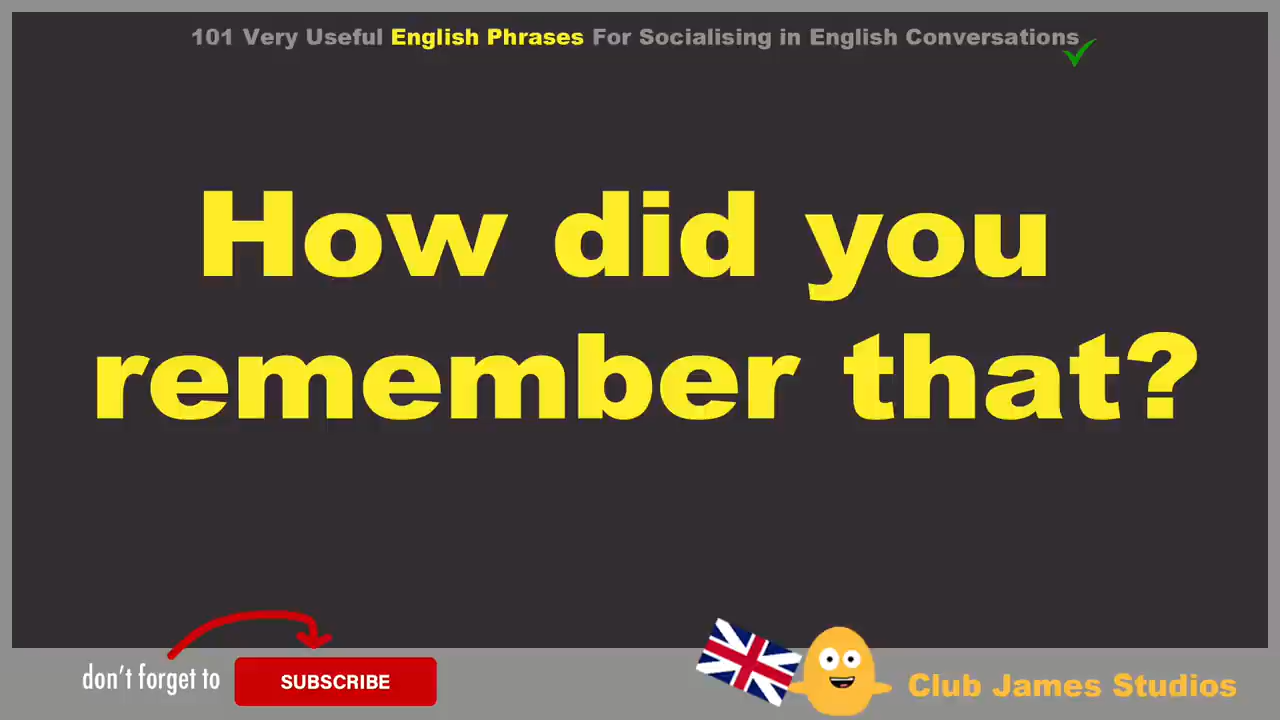 101 Very Useful English Phrases For Socialising in English Conversations
How did you
remember that?
don't forget to
SUBSCRIBE
Club James Studios